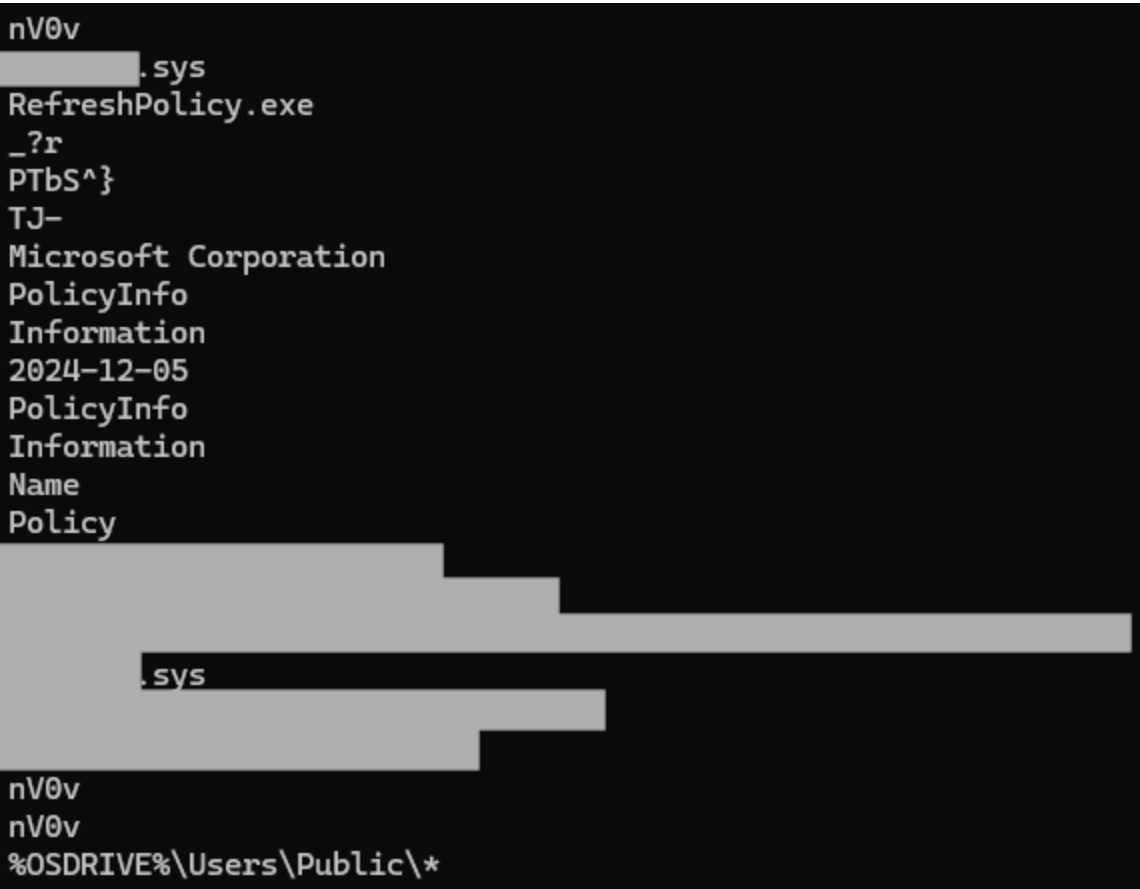 nV0v
.sys
RefreshPolicy.exe
_?r
PTbS^}
TJ-
Microsoft Corporation
PolicyInfo
Information
2024-12-05
PolicyInfo
Information
Name
Policy
.sys
nV0v
nV0v
%OSDRIVE%\Users\Public\*